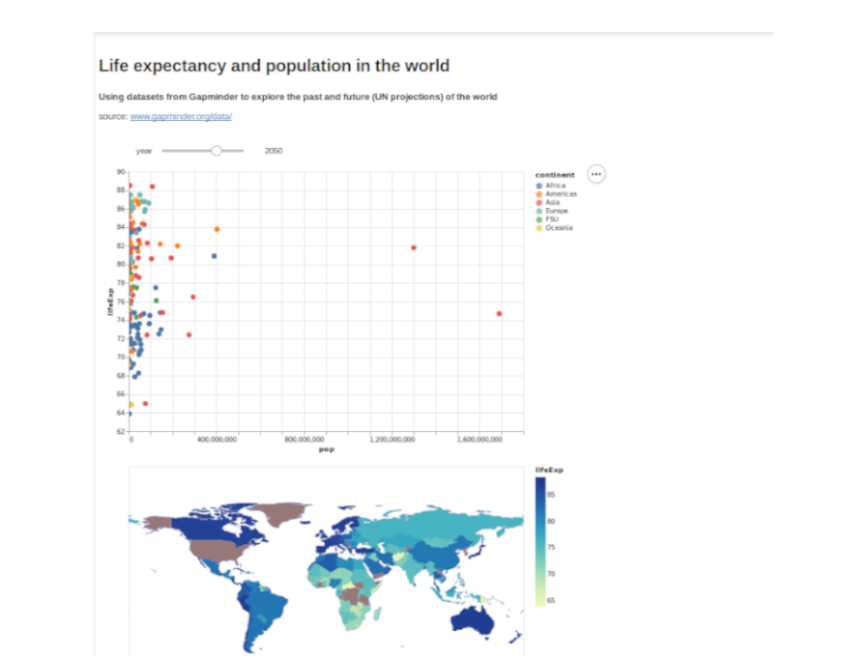 Life expectancy and population in the world
Using datasets from Gapminder to explore the past and future (UN projections) of the world
source: www.gapminder.org/data/
year 2050
continent
Africa
Americas
Asia
Europe
FSU
Oceania
90
88
86
84
82
80
78
76
74
72
70
68
66
64
62
lifeExp
0 400,000,000 800,000,000 1,200,000,000 1,600,000,000
pop
lifeExp
85
80
75
70
65